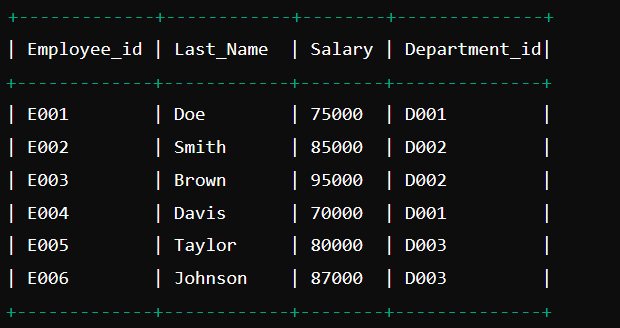 +-------------+------------+--------+--------------+
| Employee_id | Last_Name  | Salary | Department_id|
+-------------+------------+--------+--------------+
| E001        | Doe        | 75000  | D001         |
| E002        | Smith      | 85000  | D002         |
| E003        | Brown      | 95000  | D002         |
| E004        | Davis      | 70000  | D001         |
| E005        | Taylor     | 80000  | D003         |
| E006        | Johnson    | 87000  | D003         |
+-------------+------------+--------+--------------+